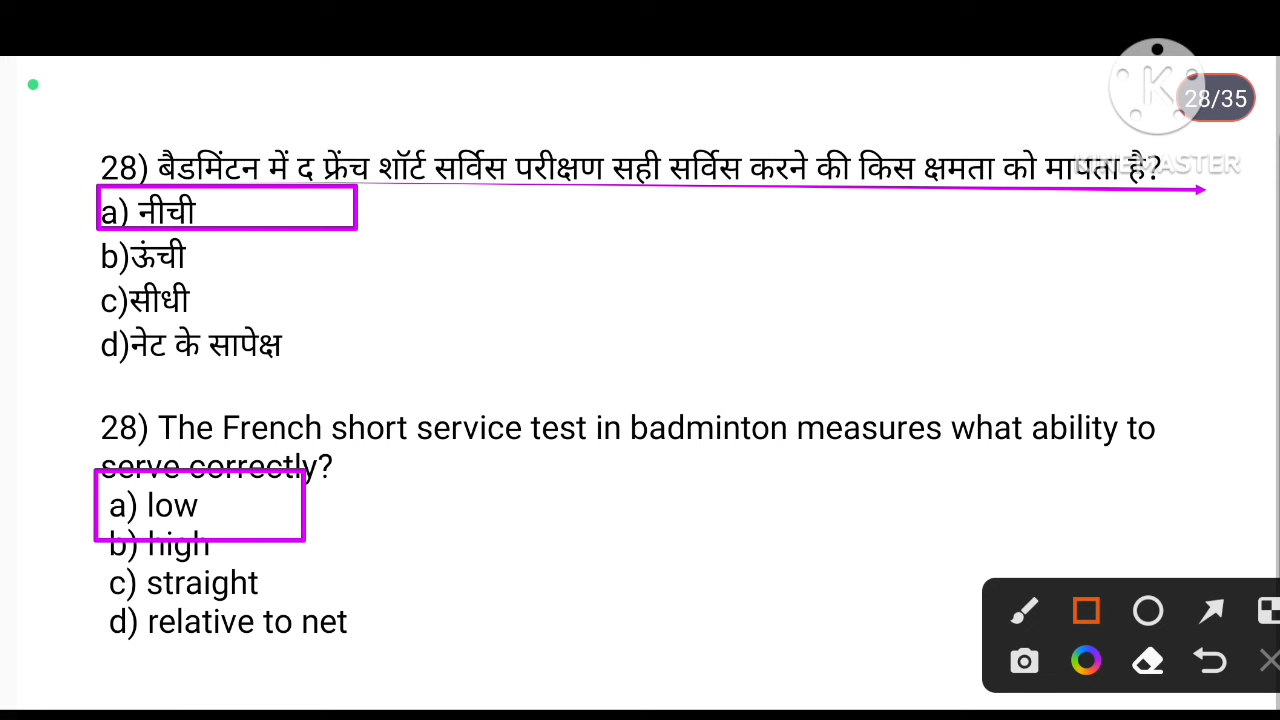 28/35
28) बैडमिंटन में द फ्रेंच शॉर्ट सर्विस परीक्षण सही सर्विस करने की किस क्षमता को मापता है?
KINEMASTER
a) नीची
b)ऊंची
c)सीधी
d)नेट के सापेक्ष
28) The French short service test in badminton measures what ability to
serve correctly?
a) low
b) high
c) straight
d) relative to net